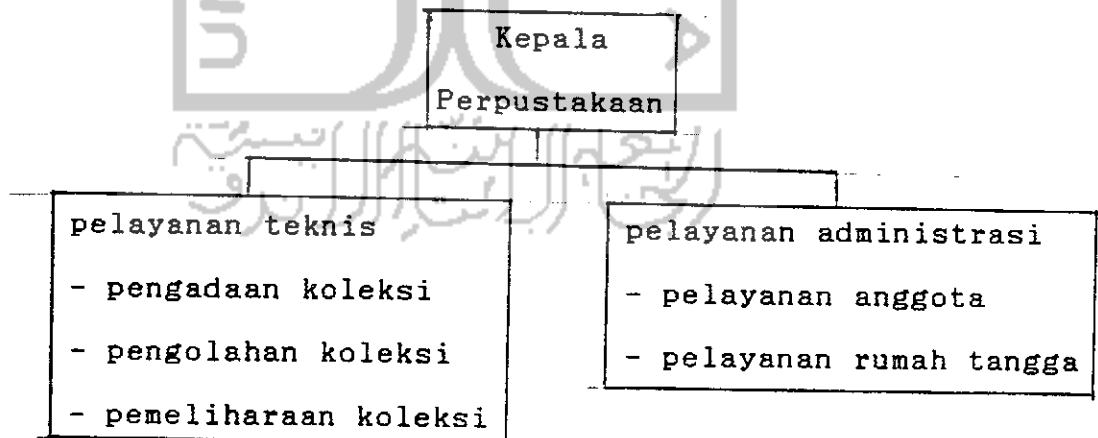 Kepala
Perpustakaan
pelayanan teknis
- pengadaan koleksi
- pengolahan koleksi
- pemeliharaan koleksi
pelayanan administrasi
- pelayanan anggota
- pelayanan rumah tangga